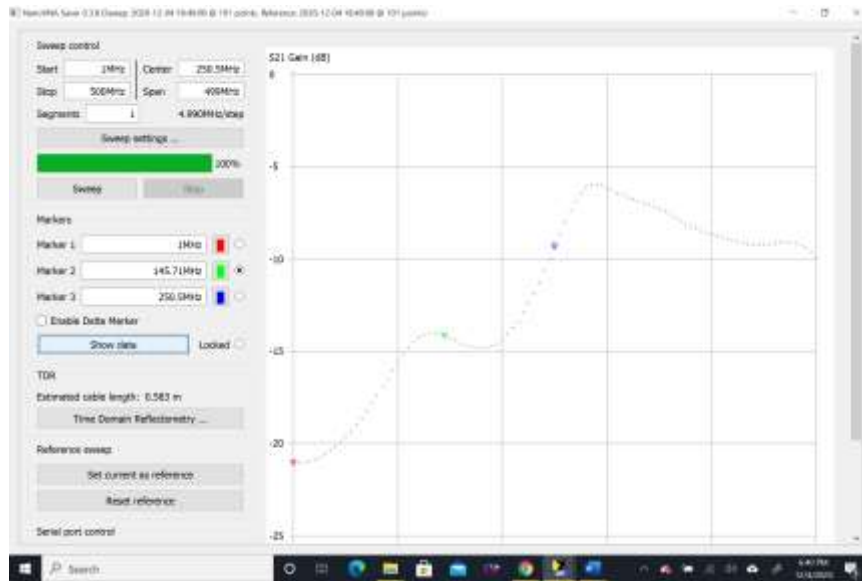 Sweep control
Start 1MHz Center 250.5MHz
Stop 500MHz Span 499MHz
Segments 1 4.990MHz/step
Sweep settings ...
100%
Sweep Stop
Markers
Marker 1 1MHz
Marker 2 145.71MHz
Marker 3 250.5MHz
Enable Delta Marker
Show data Locked
TDR
Estimated cable length: 0.583 m
Time Domain Reflectometry ...
Reference sweep
Set current as reference
Reset reference
Serial port control
S21 Gain (dB)
0
-5
-10
-15
-20
-25
Search
6:40 PM